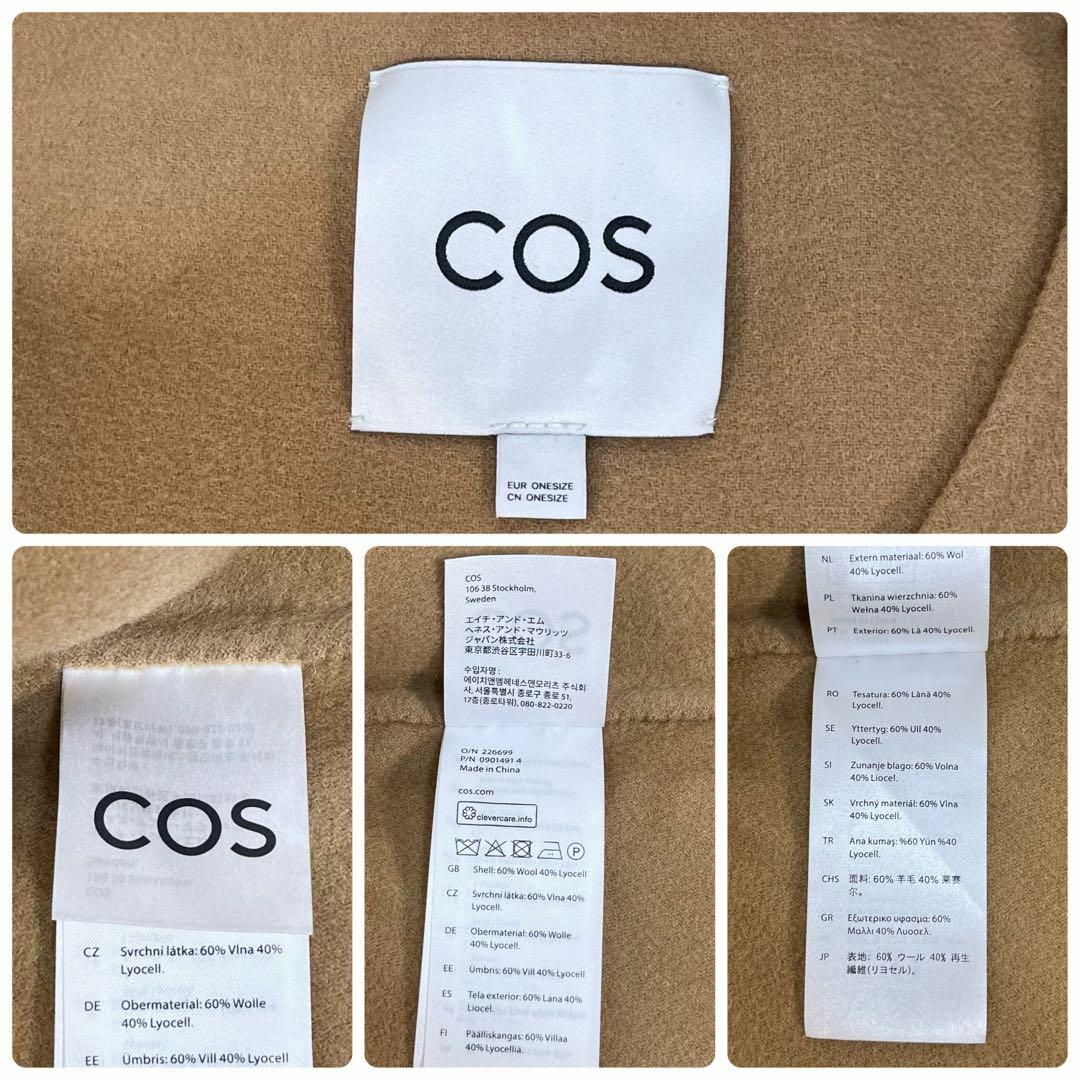 COS
EUR ONESIZE
CN ONESIZE
COS
CZ Svrchní látka: 60% Vlna 40%
Lyocell.
DE Obermaterial: 60% Wolle
40% Lyocell.
EE Ümbris: 60% Vill 40% Lyocell
COS
106 38 Stockholm,
Sweden
エイチ・アンド・エム
ヘネス・アンド・マウリッツ
ジャパン株式会社
東京都渋谷区宇田川町33-6
수입자명 :
에이치앤엠헤네스앤모리츠 주식회
사, 서울특별시 종로구 종로 51,
17층(종로타워), 080-822-0220
O/N 226699
P/N 0901491 4
Made in China
cos.com
clevercare.info
P
GB Shell: 60% Wool 40% Lyocell
CZ Svrchní látka: 60% Vlna 40%
Lyocell.
DE Obermaterial: 60% Wolle
40% Lyocell.
EE Ümbris: 60% Vill 40% Lyocell.
ES Tela exterior: 60% Lana 40%
Liocel.
FI Päälliskangas: 60% Villaa
40% Lyocelliä.
NL Extern materiaal: 60% Wol
40% Lyocell.
PL Tkanina wierzchnia: 60%
Wełna 40% Lyocell.
PT Exterior: 60% Lã 40% Lyocell.
RO Tesatura: 60% Lână 40%
Lyocell.
SE Yttertyg: 60% Ull 40%
Lyocell.
SI Zunanje blago: 60% Volna
40% Liocel.
SK Vrchný materiál: 60% Vlna
40% Lyocell.
TR Ana kumaş: %60 Yün %40
Lyocell.
CHS 面料: 60% 羊毛 40% 莱赛
尔。
GR Εξωτερικο υφασμα: 60%
Μαλλι 40% Λυοσελ.
JP 表地: 60% ウール 40% 再生
繊維(リヨセル)。